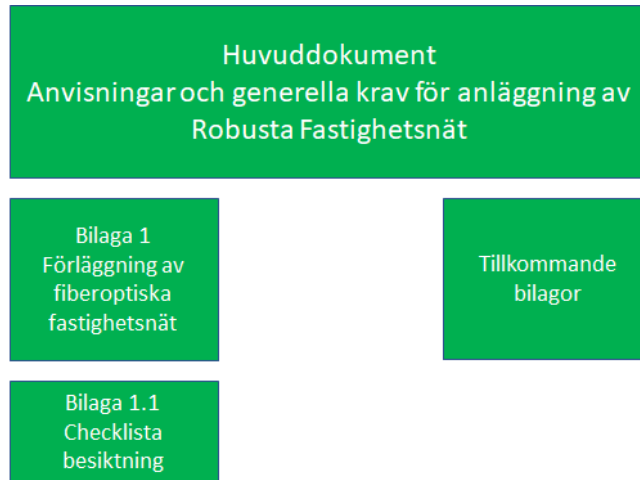 Huvuddokument
Anvisningar och generella krav för anläggning av
Robusta Fastighetsnät
Bilaga 1
Förläggning av
fiberoptiska
fastighetsnät
Tillkommande
bilagor
Bilaga 1.1
Checklista
besiktning